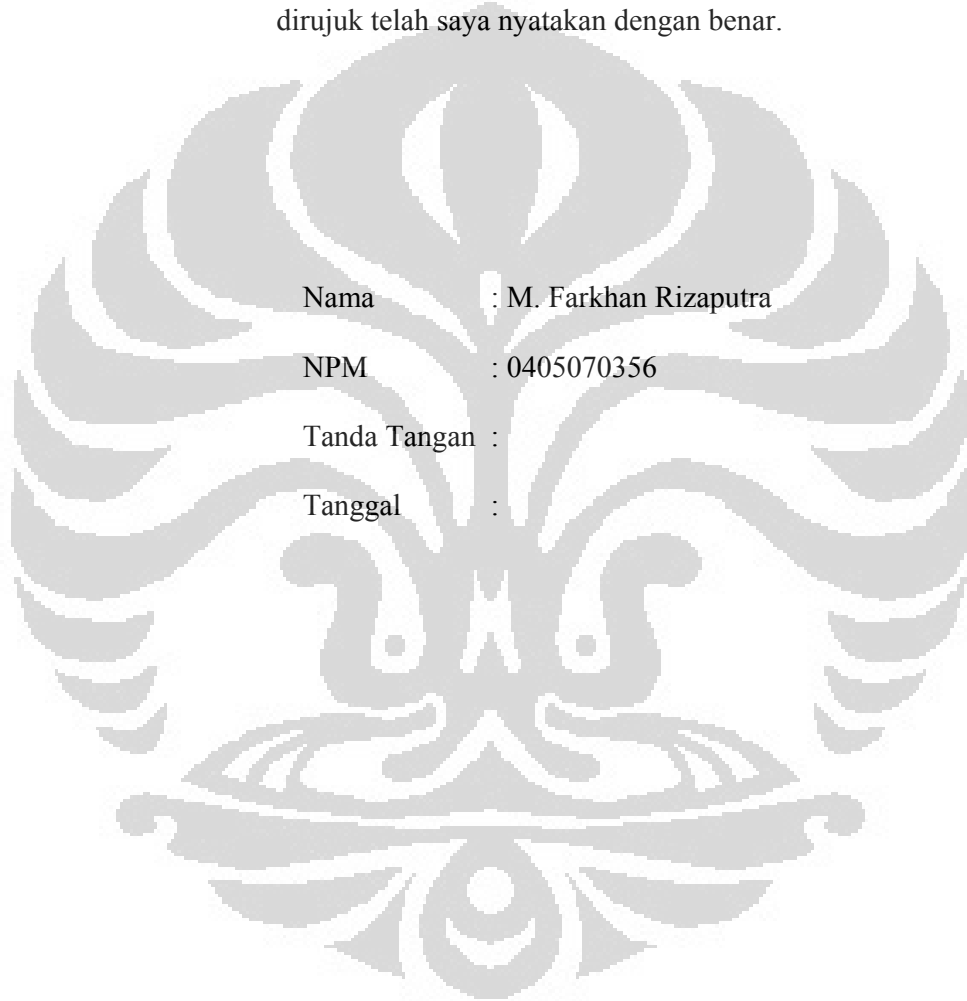 dirujuk telah saya nyatakan dengan benar.
Nama : M. Farkhan Rizaputra
NPM : 0405070356
Tanda Tangan :
Tanggal :